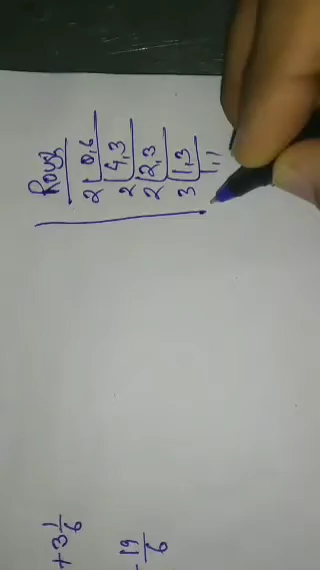 Rough
2 | 8,6
2 | 4,3
2 | 2,3
3 | 1,3
1,1
+ 3 1/6
19/6